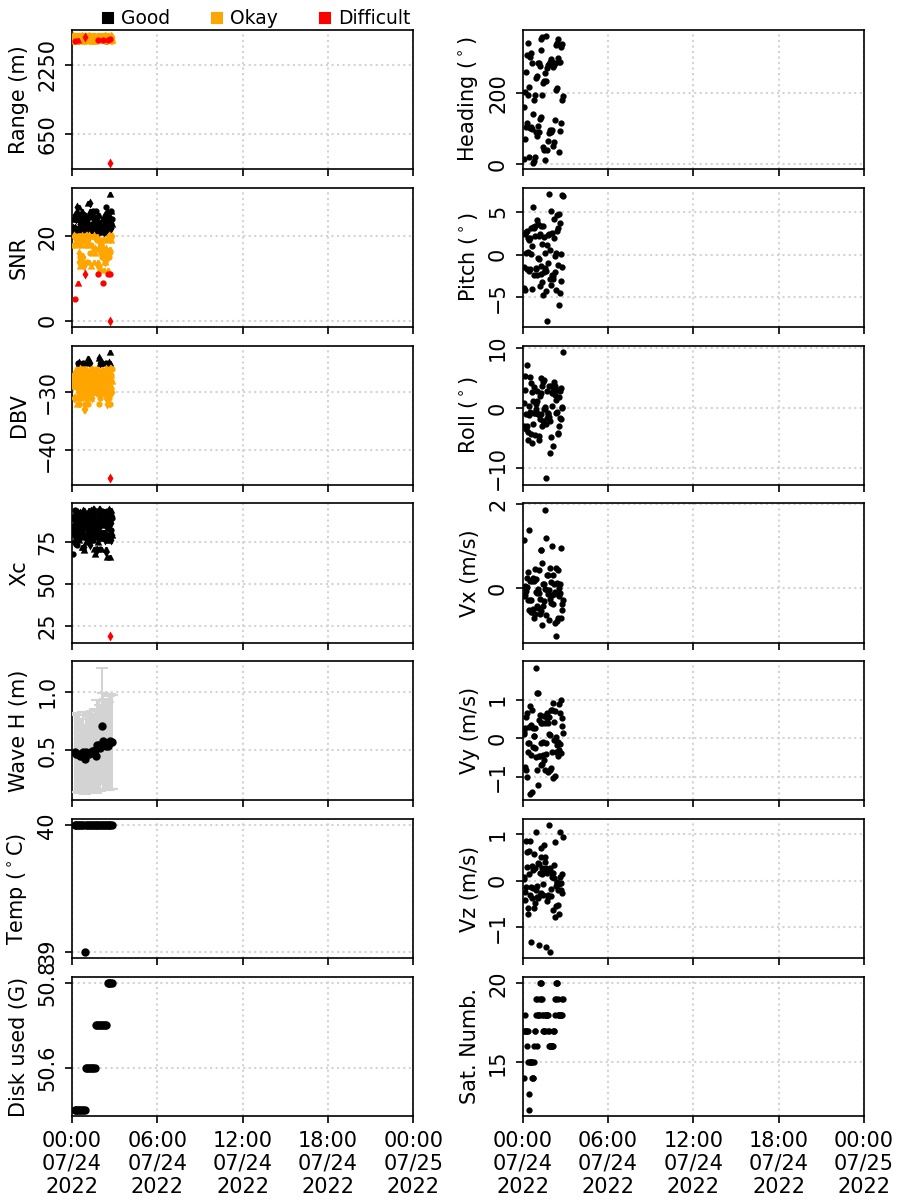 Good Okay Difficult
Range (m)
2250
650
Heading (°)
200
0
SNR
20
0
Pitch (°)
5
0
−5
DBV
−30
−40
Roll (°)
10
0
−10
Xc
75
50
25
Vx (m/s)
2
0
Wave H (m)
1.0
0.5
Vy (m/s)
1
0
−1
Temp (°C)
40
39
Vz (m/s)
1
0
−1
Disk used (G)
50.8
50.6
Sat. Numb.
20
15
00:00 06:00 12:00 18:00 00:00
07/24 07/24 07/24 07/24 07/25
2022 2022 2022 2022 2022
00:00 06:00 12:00 18:00 00:00
07/24 07/24 07/24 07/24 07/25
2022 2022 2022 2022 2022